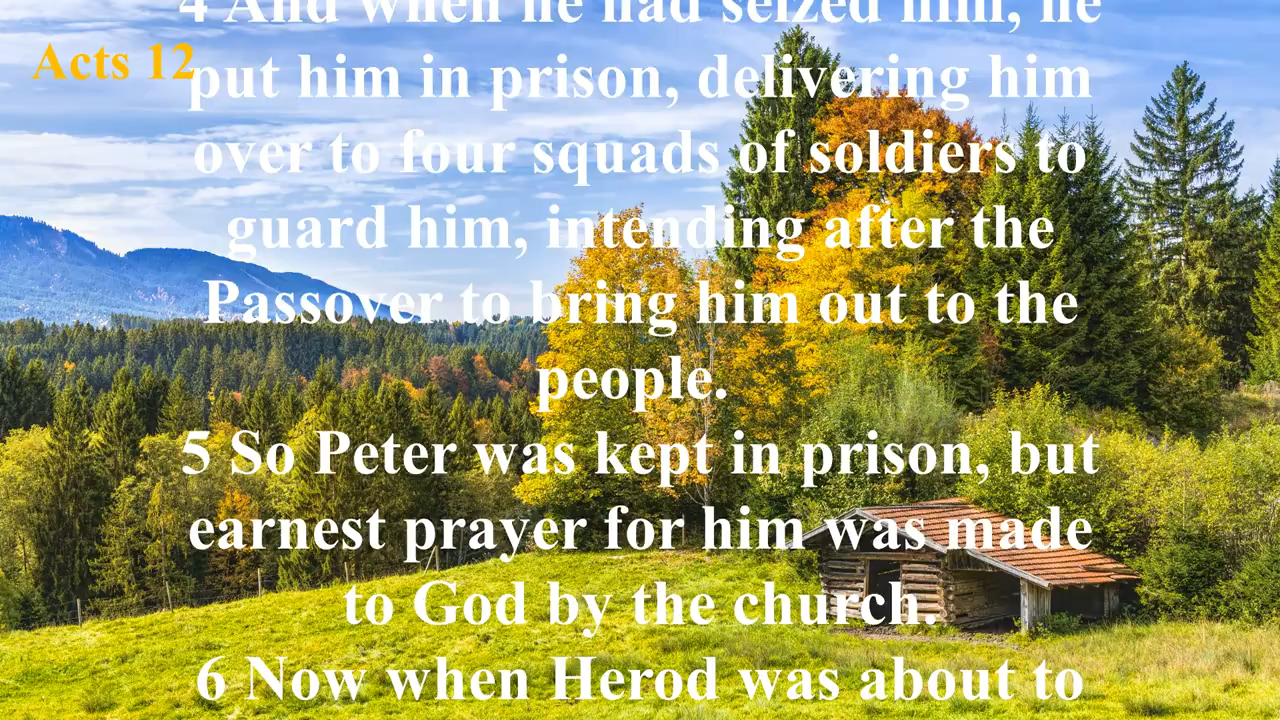 4 And when he had seized him, he
Acts 12
put him in prison, delivering him
over to four squads of soldiers to
guard him, intending after the
Passover to bring him out to the
people.
5 So Peter was kept in prison, but
earnest prayer for him was made
to God by the church.
6 Now when Herod was about to